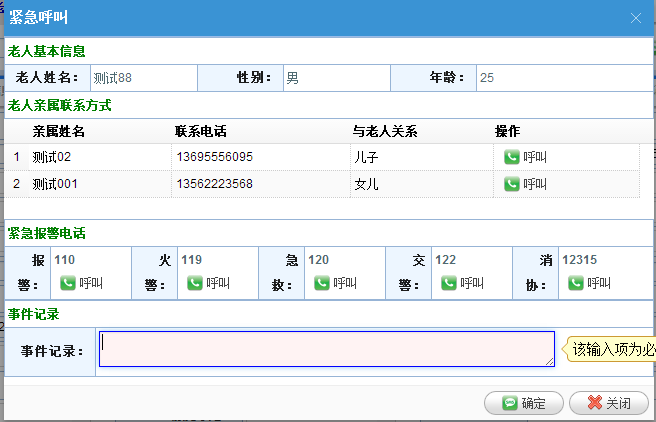 紧急呼叫
老人基本信息
老人姓名： 测试88 性别： 男 年龄： 25
老人亲属联系方式
亲属姓名 联系电话 与老人关系 操作
1 测试02 13695556095 儿子 呼叫
2 测试001 13562223568 女儿 呼叫
紧急报警电话
报警： 110 呼叫 火警： 119 呼叫 急救： 120 呼叫 交警： 122 呼叫 消协： 12315 呼叫
事件记录
事件记录： 该输入项为必
确定 关闭